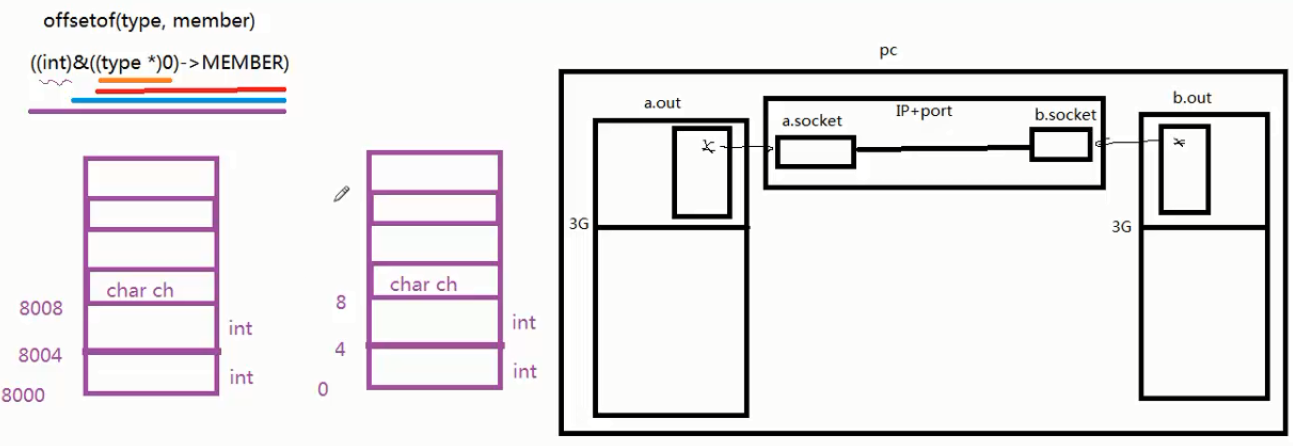 offsetof(type, member)
((int)&((type *)0)->MEMBER)
char ch
8008
int
8004
int
8000
char ch
8
int
4
int
0
pc
a.out
IP+port
b.out
a.socket
b.socket
3G
3G